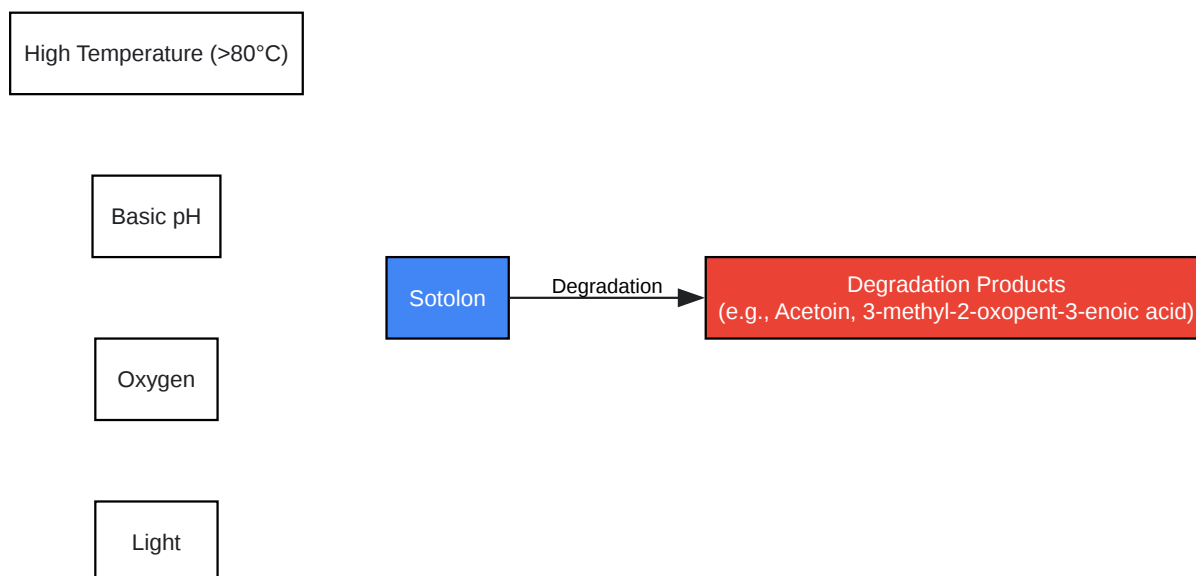 High Temperature (>80°C)
Basic pH
Oxygen
Light
Sotolon
Degradation
Degradation Products
(e.g., Acetoin, 3-methyl-2-oxopent-3-enoic acid)